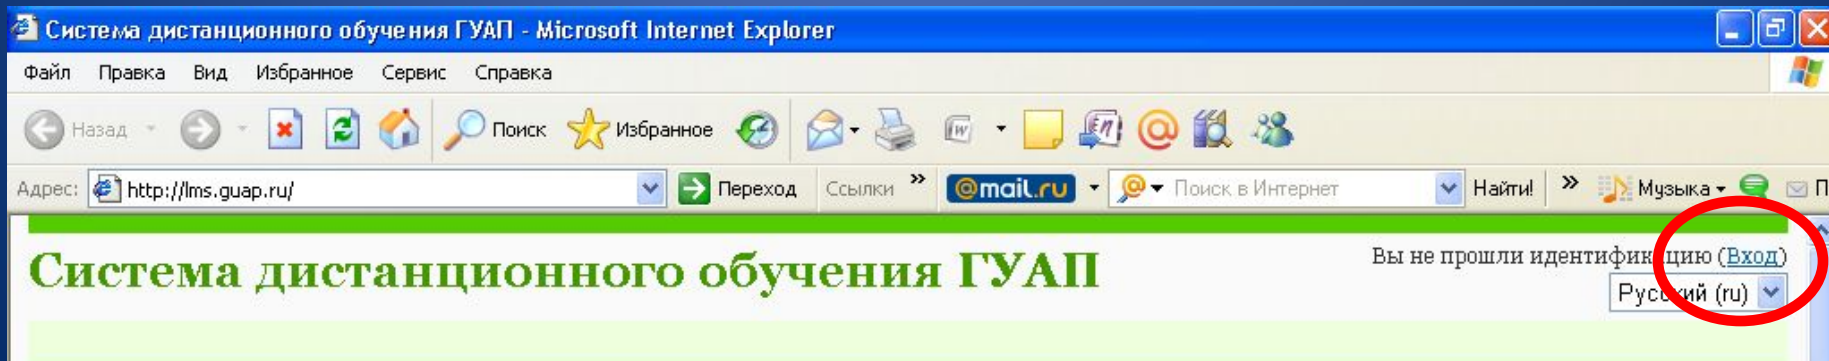 Система дистанционного обучения ГУАП - Microsoft Internet Explorer
Файл Правка Вид Избранное Сервис Справка
Назад Поиск Избранное
Адрес: http://lms.guap.ru/ Переход Ссылки » @mail.ru Поиск в Интернет Найти! » Музыка П
Вы не прошли идентификацию (Вход)
Система дистанционного обучения ГУАП
Русский (ru)